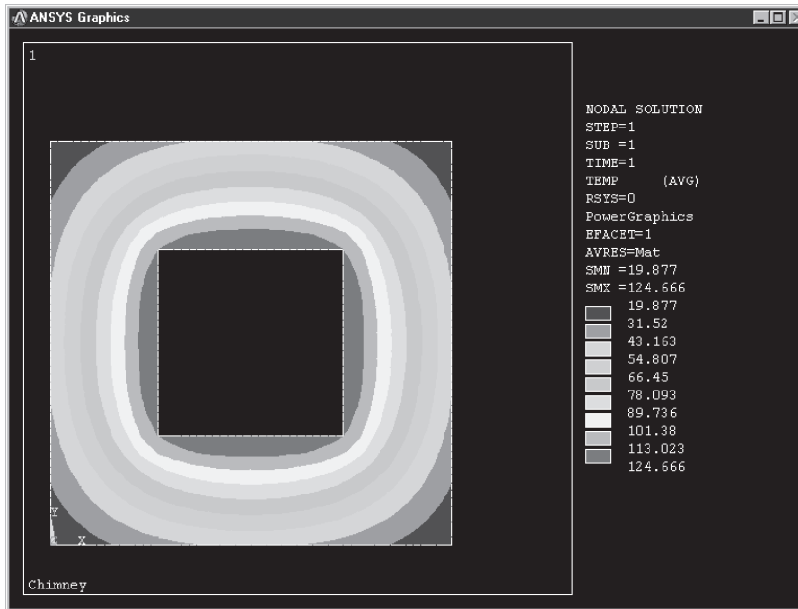 ANSYS Graphics
1
NODAL SOLUTION
STEP=1
SUB =1
TIME=1
TEMP (AVG)
RSYS=0
PowerGraphics
EFACET=1
AVRES=Mat
SMN =19.877
SMX =124.666
19.877
31.52
43.163
54.807
66.45
78.093
89.736
101.38
113.023
124.666
Y
X
Chimney